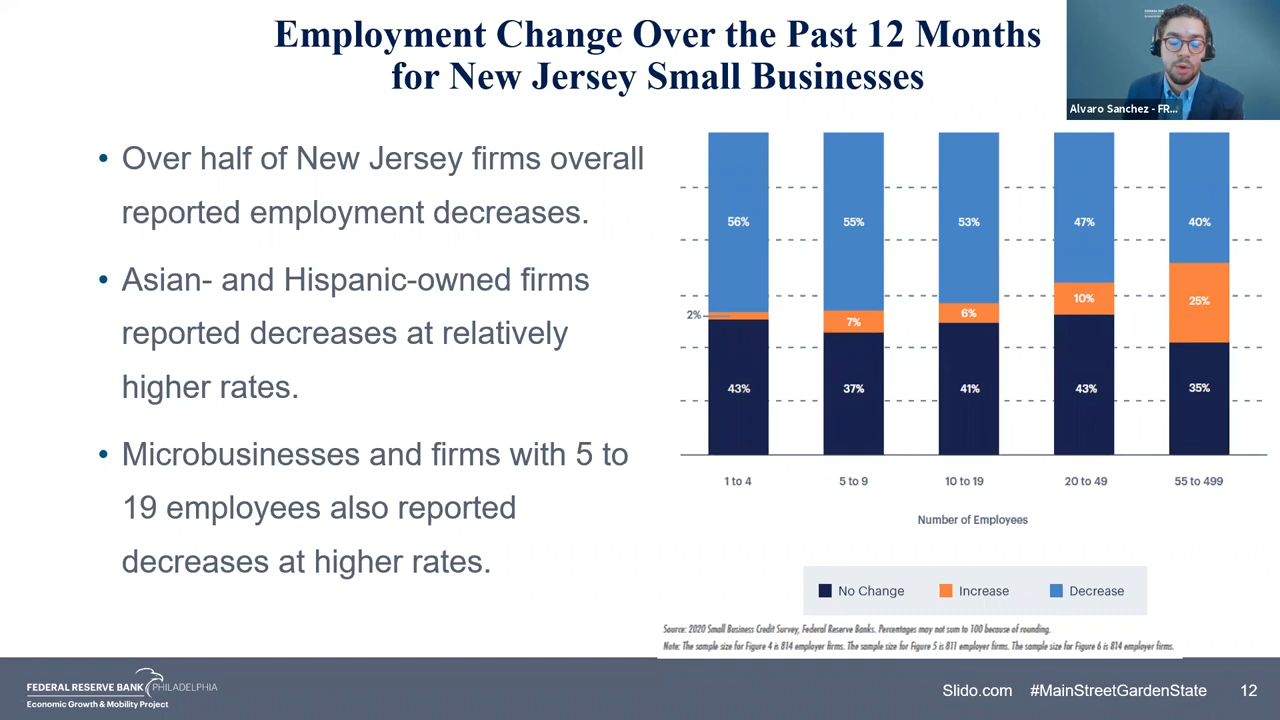 Employment Change Over the Past 12 Months
for New Jersey Small Businesses
Alvaro Sanchez - FR...
• Over half of New Jersey firms overall
reported employment decreases.
• Asian- and Hispanic-owned firms
reported decreases at relatively
higher rates.
• Microbusinesses and firms with 5 to
19 employees also reported
decreases at higher rates.
56% 55% 53% 47% 40%
2% 7% 6% 10% 25%
43% 37% 41% 43% 35%
1 to 4 5 to 9 10 to 19 20 to 49 55 to 499
Number of Employees
No Change Increase Decrease
Source: 2020 Small Business Credit Survey, Federal Reserve Banks. Percentages may not sum to 100 because of rounding.
Note: The sample size for Figure 4 is 814 employer firms. The sample size for Figure 5 is 811 employer firms. The sample size for Figure 6 is 814 employer firms.
FEDERAL RESERVE BANK PHILADELPHIA
Economic Growth & Mobility Project
Slido.com #MainStreetGardenState 12